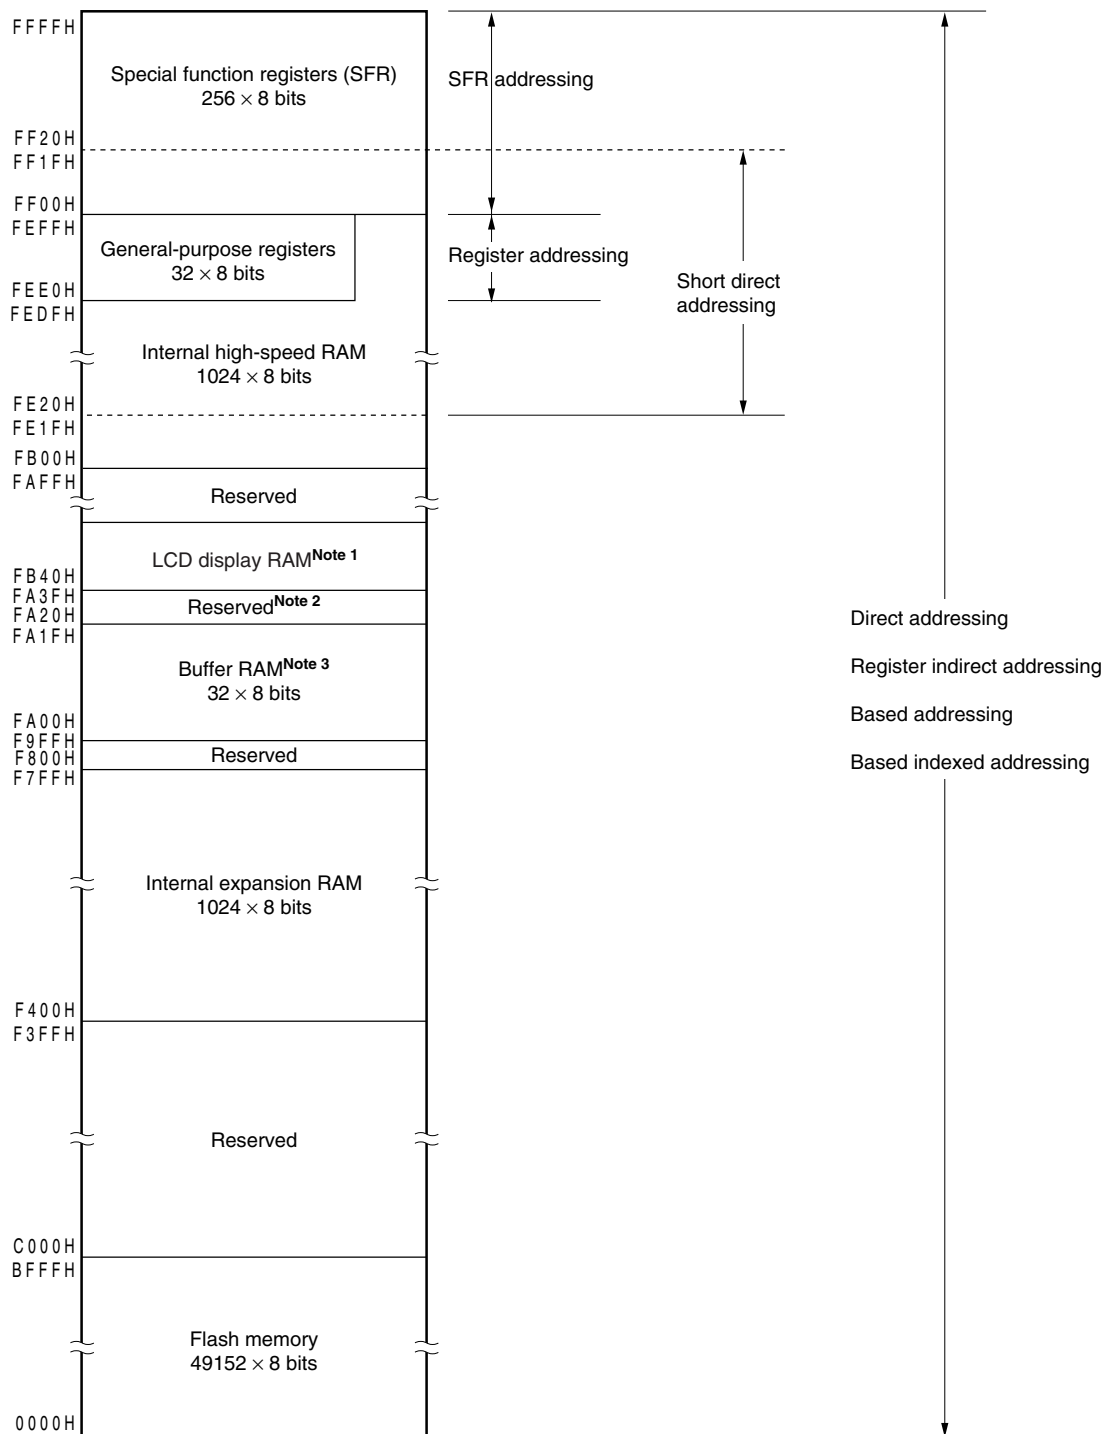 FFFFH
Special function registers (SFR)
256 × 8 bits
SFR addressing
FF20H
FF1FH
FF00H
FEFFH
General-purpose registers
32 × 8 bits
Register addressing
Short direct
addressing
FEE0H
FEDFH
Internal high-speed RAM
1024 × 8 bits
FE20H
FE1FH
FB00H
FAFFH
Reserved
LCD display RAMNote 1
FB40H
FA3FH
ReservedNote 2
FA20H
FA1FH
Direct addressing
Register indirect addressing
Based addressing
Based indexed addressing
Buffer RAMNote 3
32 × 8 bits
FA00H
F9FFH
Reserved
F800H
F7FFH
Internal expansion RAM
1024 × 8 bits
F400H
F3FFH
Reserved
C000H
BFFFH
Flash memory
49152 × 8 bits
0000H